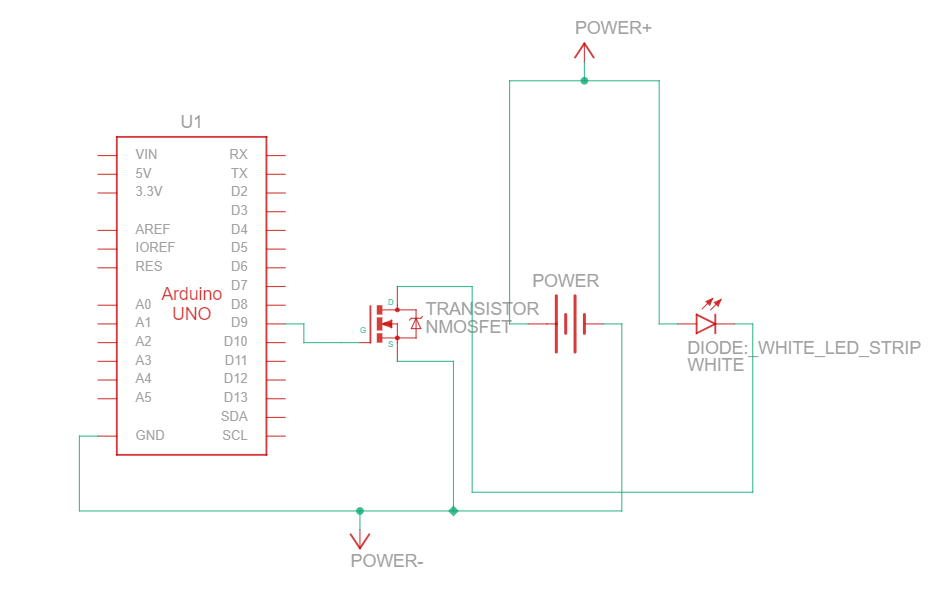 POWER+
U1
VIN RX
5V TX
3.3V D2
D3
AREF D4
IOREF D5
RES D6
D7
Arduino
UNO
A0 D8
A1 D9
A2 D10
A3 D11
A4 D12
A5 D13
SDA
GND SCL
D
G
S
TRANSISTOR
NMOSFET
POWER
DIODE:_WHITE_LED_STRIP
WHITE
POWER-